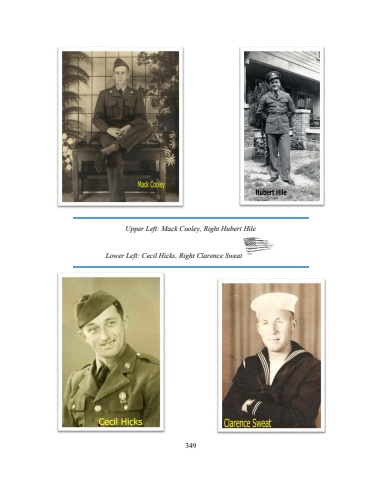 Mack Cooley
Hubert Hile
Upper Left: Mack Cooley, Right Hubert Hile
Lower Left: Cecil Hicks, Right Clarence Sweat
Cecil Hicks
Clarence Sweat
349